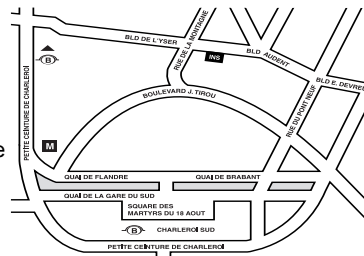 BLD DE L'YSER
RUE DE LA MONTAGNE
INS
BLD AUDENT
BLD E. DEVREU
B
PETITE CEINTURE DE CHARLEROI
BOULEVARD J. TIROU
RUE DU PONT NEUF
M
e
QUAI DE FLANDRE
QUAI DE BRABANT
QUAI DE LA GARE DU SUD
SQUARE DES
MARTYRS DU 18 AOUT
B CHARLEROI SUD
PETITE CEINTURE DE CHARLEROI